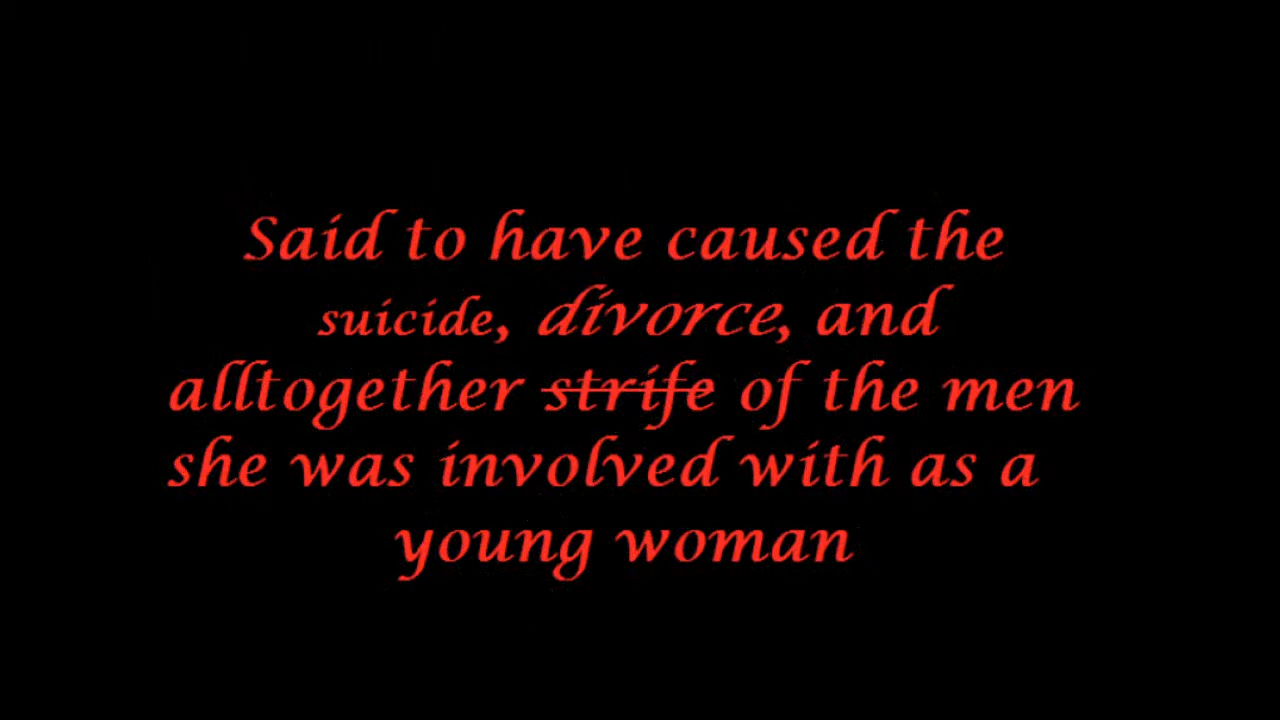 Said to have caused the
suicide, divorce, and
alltogether strife of the men
she was involved with as a
young woman